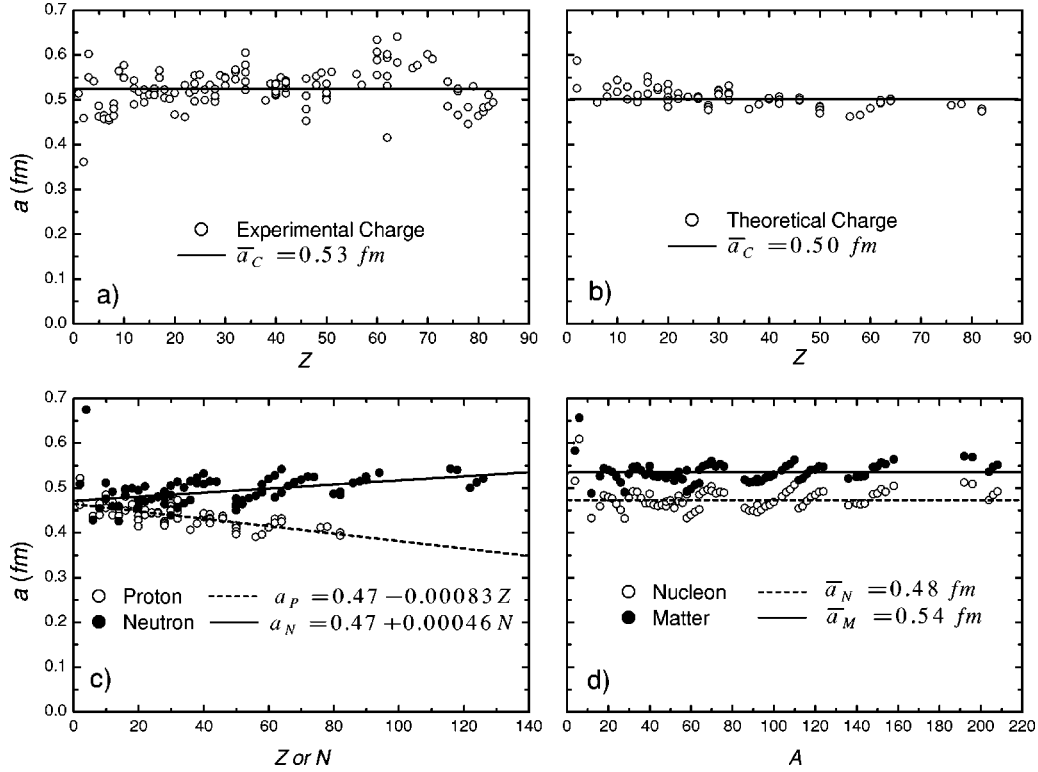 0.7
0.6
0.5
0.4
0.3
0.2
0.1
0.0
a (fm)
Experimental Charge
a̅_C = 0.53 fm
a)
0 10 20 30 40 50 60 70 80 90
Z
Theoretical Charge
a̅_C = 0.50 fm
b)
0 10 20 30 40 50 60 70 80 90
Z
0.7
0.6
0.5
0.4
0.3
0.2
0.1
0.0
a (fm)
Proton a_P = 0.47 − 0.00083 Z
Neutron a_N = 0.47 + 0.00046 N
c)
0 20 40 60 80 100 120 140
Z or N
Nucleon a̅_N = 0.48 fm
Matter a̅_M = 0.54 fm
d)
0 20 40 60 80 100 120 140 160 180 200 220
A